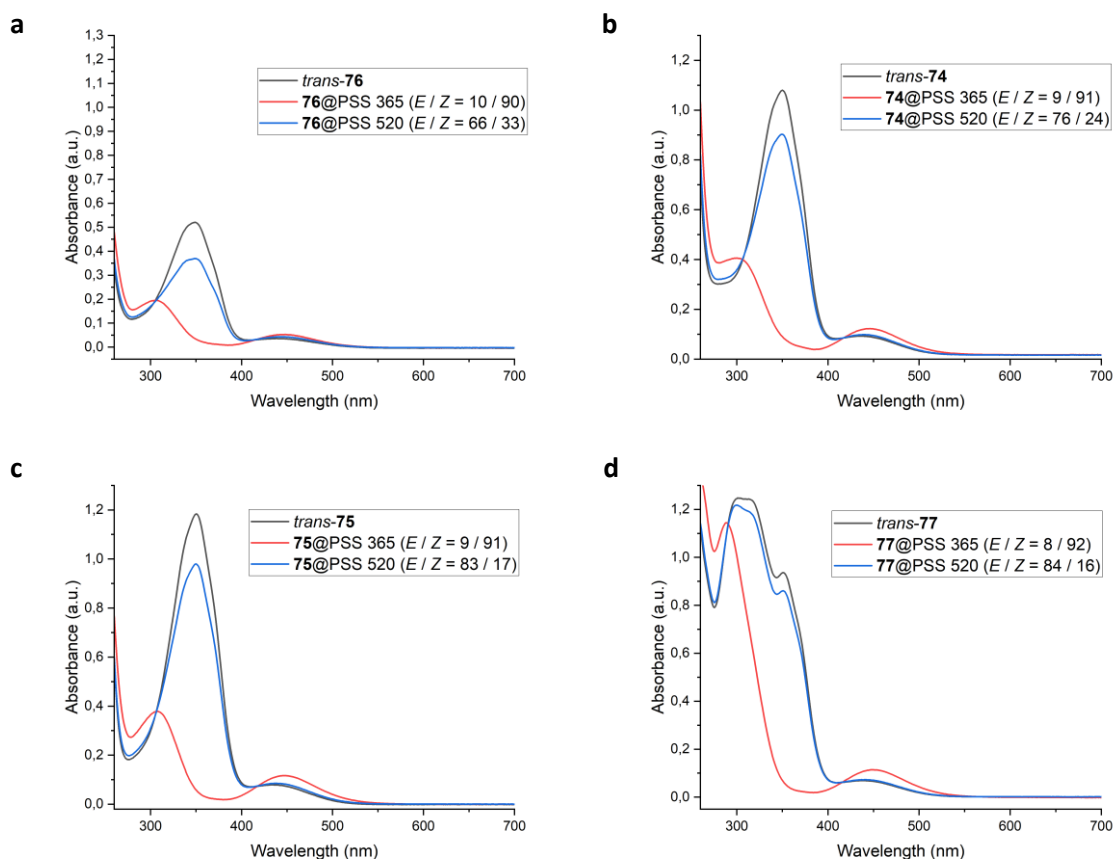 a
1,3
1,2
1,1
1,0
0,9
0,8
0,7
0,6
0,5
0,4
0,3
0,2
0,1
0,0
Absorbance (a.u.)
trans-76
76@PSS 365 (E / Z = 10 / 90)
76@PSS 520 (E / Z = 66 / 33)
300 400 500 600 700
Wavelength (nm)
b
1,2
1,0
0,8
0,6
0,4
0,2
0,0
Absorbance (a.u.)
trans-74
74@PSS 365 (E / Z = 9 / 91)
74@PSS 520 (E / Z = 76 / 24)
300 400 500 600 700
Wavelength (nm)
c
1,2
1,0
0,8
0,6
0,4
0,2
0,0
Absorbance (a.u.)
trans-75
75@PSS 365 (E / Z = 9 / 91)
75@PSS 520 (E / Z = 83 / 17)
300 400 500 600 700
Wavelength (nm)
d
1,2
1,0
0,8
0,6
0,4
0,2
0,0
Absorbance (a.u.)
trans-77
77@PSS 365 (E / Z = 8 / 92)
77@PSS 520 (E / Z = 84 / 16)
300 400 500 600 700
Wavelength (nm)